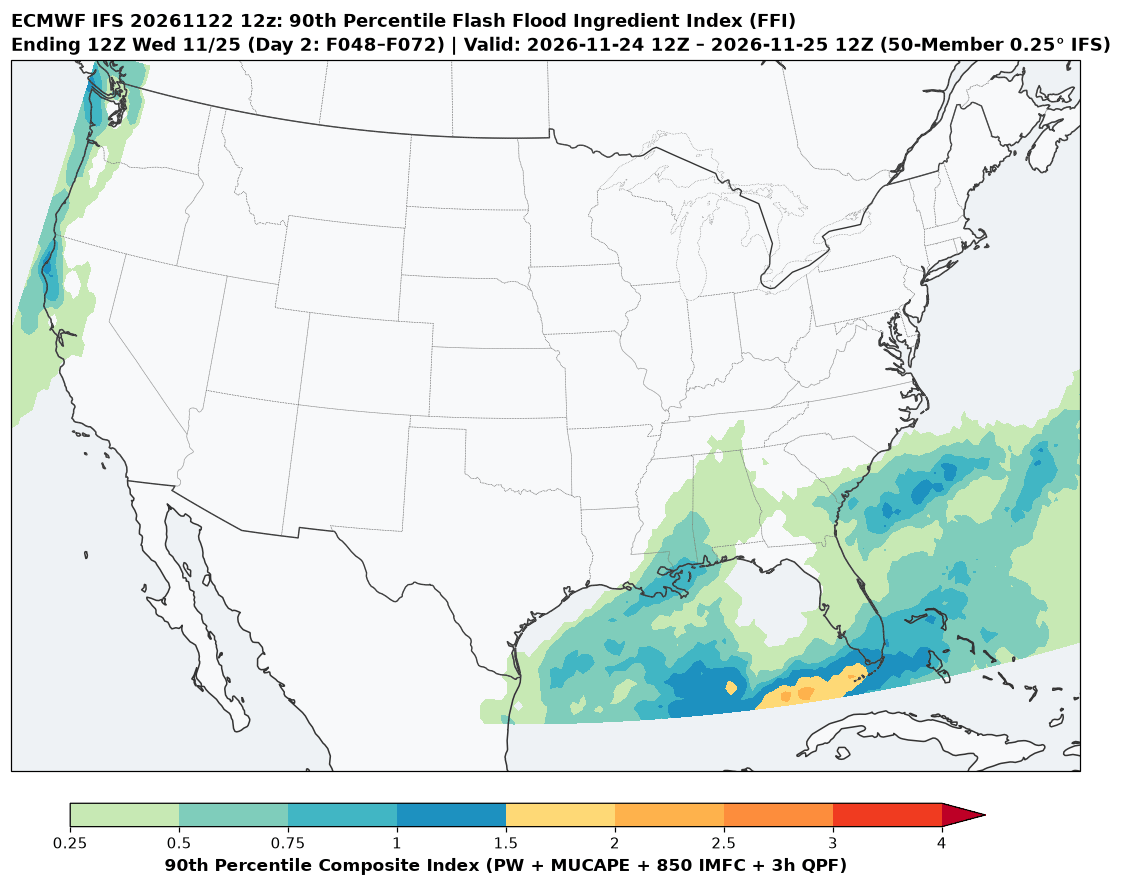 ECMWF IFS 20261122 12z: 90th Percentile Flash Flood Ingredient Index (FFI)
Ending 12Z Wed 11/25 (Day 2: F048–F072) | Valid: 2026-11-24 12Z – 2026-11-25 12Z (50-Member 0.25° IFS)
0.25 0.5 0.75 1 1.5 2 2.5 3 4
90th Percentile Composite Index (PW + MUCAPE + 850 IMFC + 3h QPF)